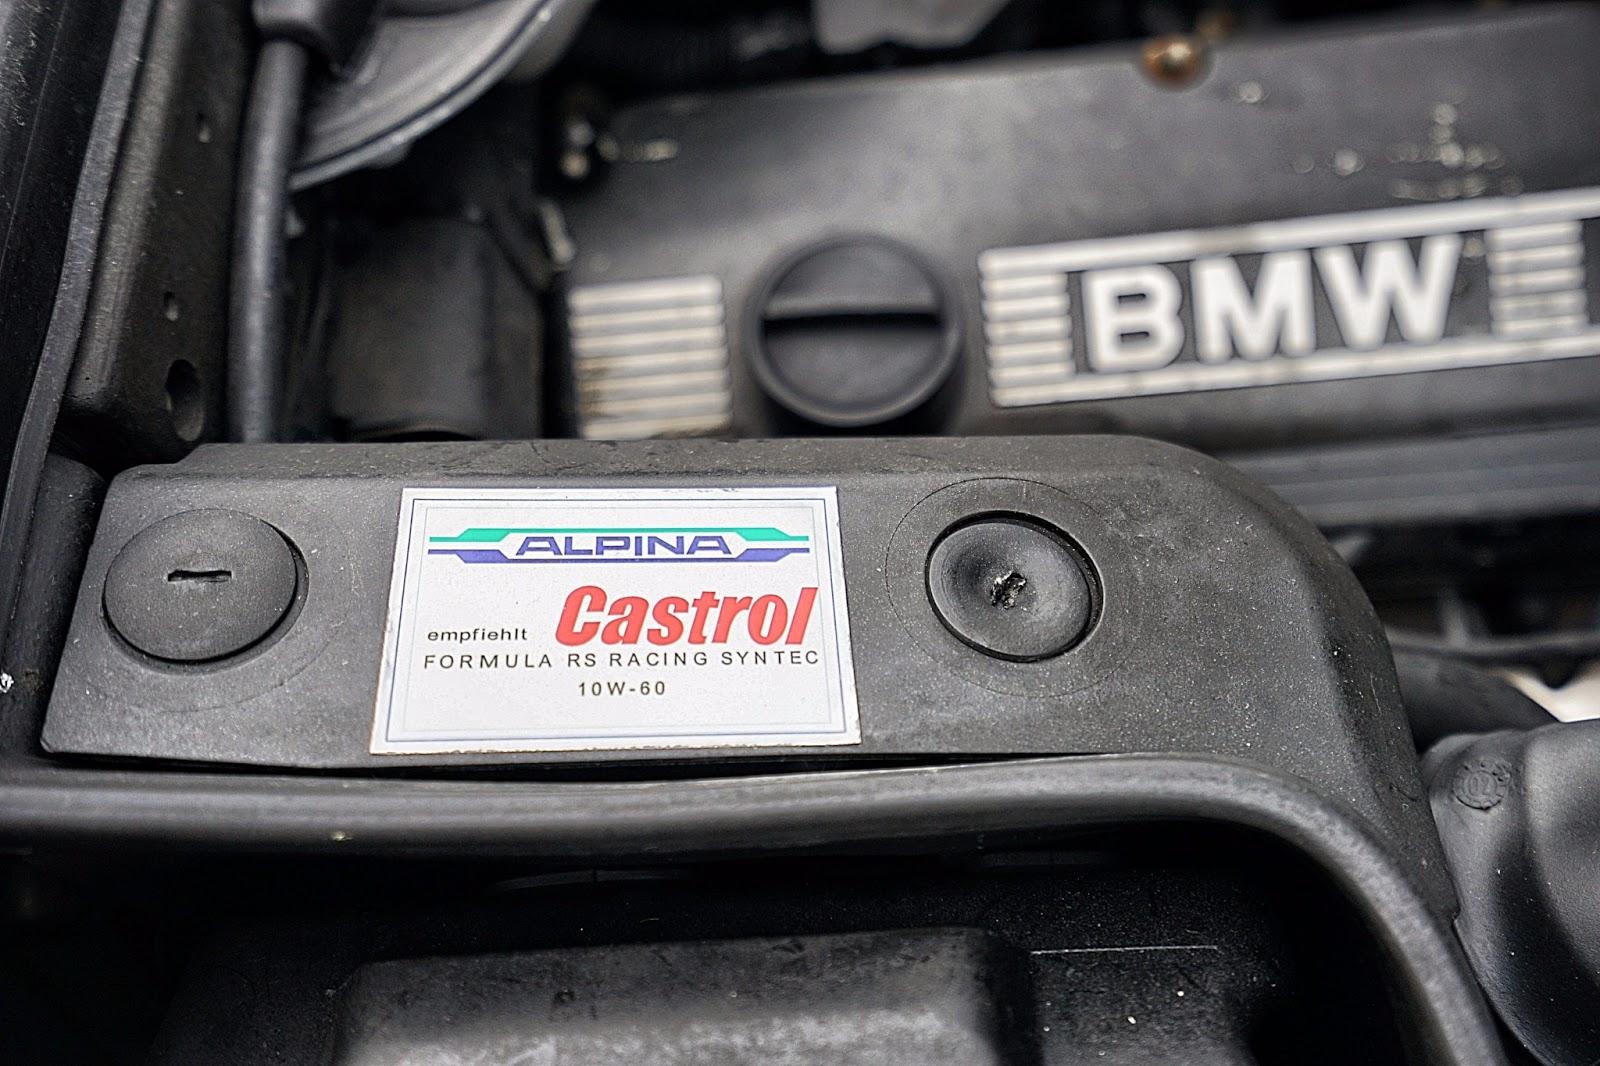 BMW
ALPINA
empfiehlt Castrol
FORMULA RS RACING SYNTEC
10W-60